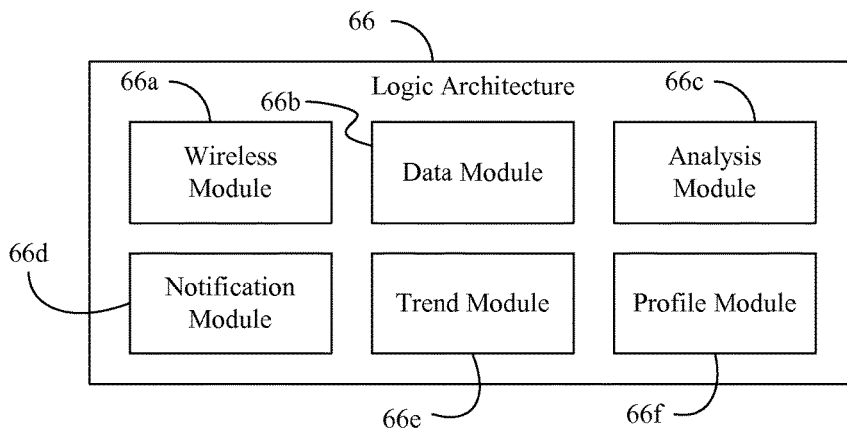 66
66a
66b
Logic Architecture
66c
Wireless
Module
Data Module
Analysis
Module
66d
Notification
Module
Trend Module
Profile Module
66e
66f